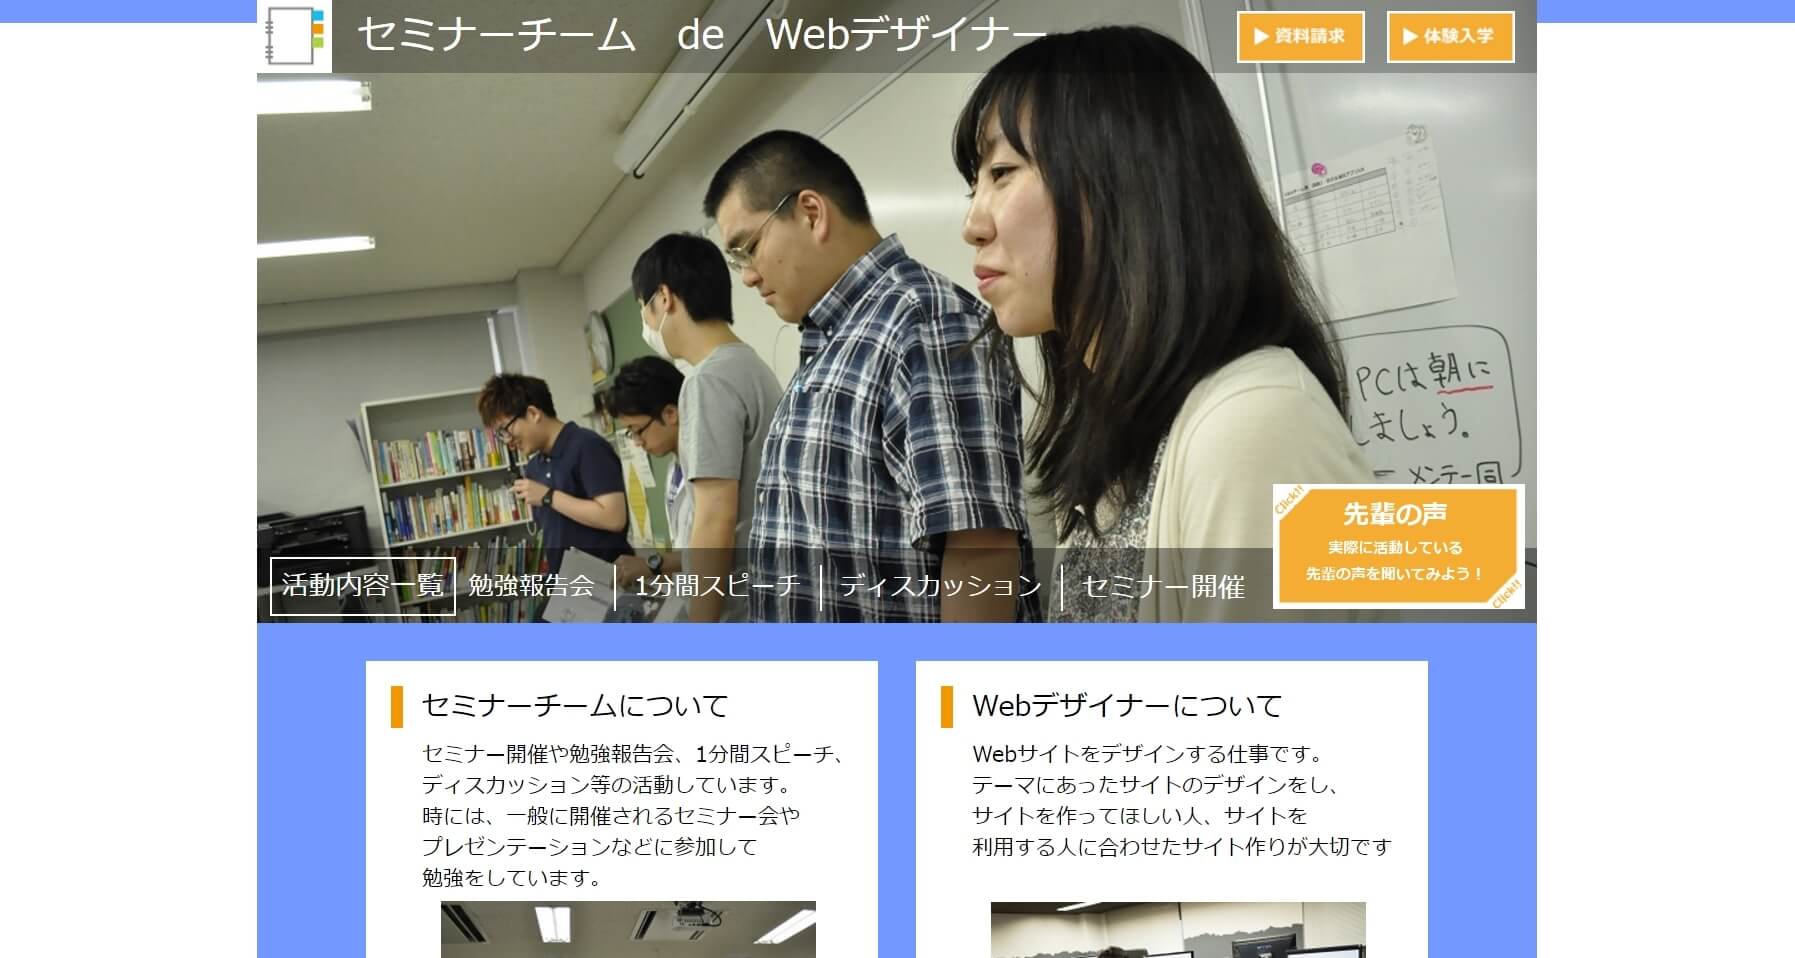 セミナーチーム　de　Webデザイナー
▶ 資料請求
▶ 体験入学
PCは朝に
しましょう。
Click!!
先輩の声
実際に活動している
先輩の声を聞いてみよう！
Click!!
活動内容一覧
勉強報告会
1分間スピーチ
ディスカッション
セミナー開催
セミナーチームについて
セミナー開催や勉強報告会、1分間スピーチ、
ディスカッション等の活動しています。
時には、一般に開催されるセミナー会や
プレゼンテーションなどに参加して
勉強をしています。
Webデザイナーについて
Webサイトをデザインする仕事です。
テーマにあったサイトのデザインをし、
サイトを作ってほしい人、サイトを
利用する人に合わせたサイト作りが大切です